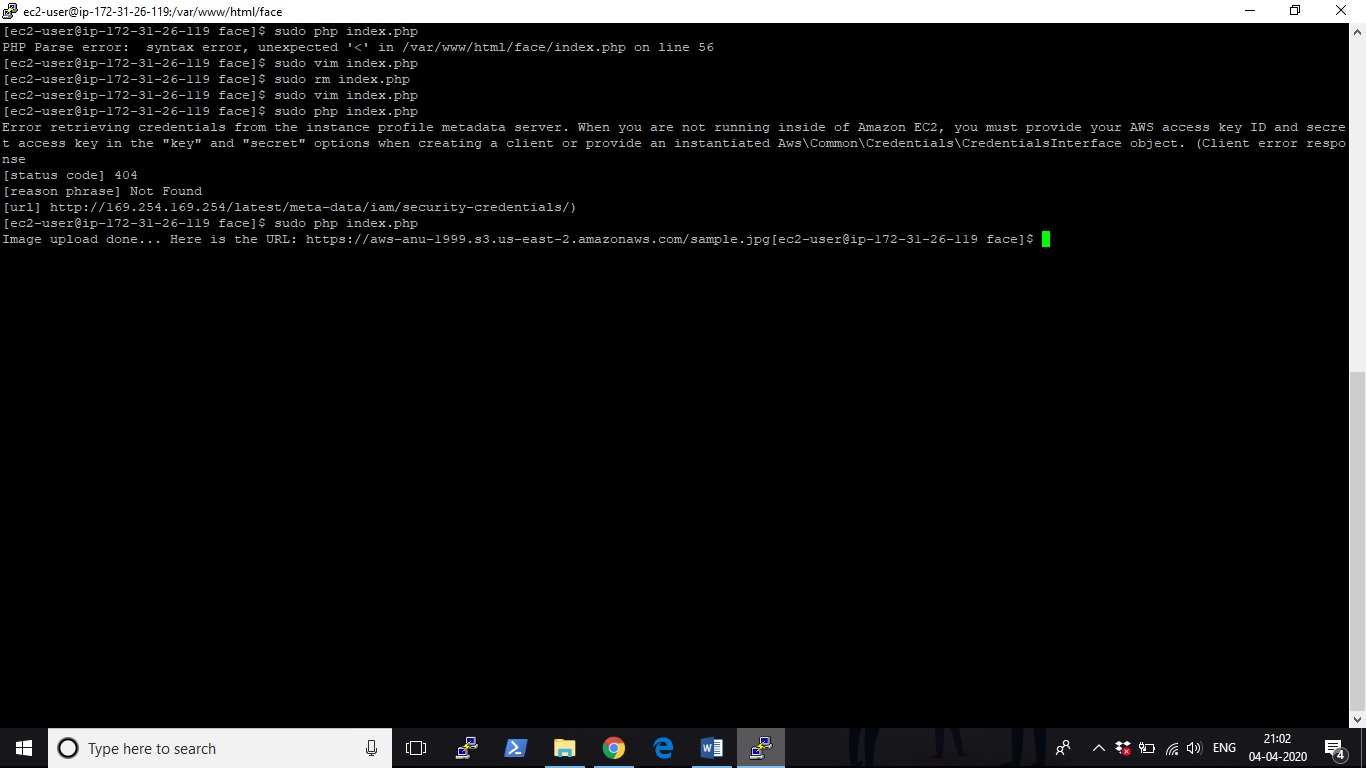 ec2-user@ip-172-31-26-119:/var/www/html/face
[ec2-user@ip-172-31-26-119 face]$ sudo php index.php
PHP Parse error:  syntax error, unexpected '<' in /var/www/html/face/index.php on line 56
[ec2-user@ip-172-31-26-119 face]$ sudo vim index.php
[ec2-user@ip-172-31-26-119 face]$ sudo rm index.php
[ec2-user@ip-172-31-26-119 face]$ sudo vim index.php
[ec2-user@ip-172-31-26-119 face]$ sudo php index.php
Error retrieving credentials from the instance profile metadata server. When you are not running inside of Amazon EC2, you must provide your AWS access key ID and secre
t access key in the "key" and "secret" options when creating a client or provide an instantiated Aws\Common\Credentials\CredentialsInterface object. (Client error respo
nse
[status code] 404
[reason phrase] Not Found
[url] http://169.254.169.254/latest/meta-data/iam/security-credentials/)
[ec2-user@ip-172-31-26-119 face]$ sudo php index.php
Image upload done... Here is the URL: https://aws-anu-1999.s3.us-east-2.amazonaws.com/sample.jpg[ec2-user@ip-172-31-26-119 face]$
Type here to search
ENG
21:02
04-04-2020
4